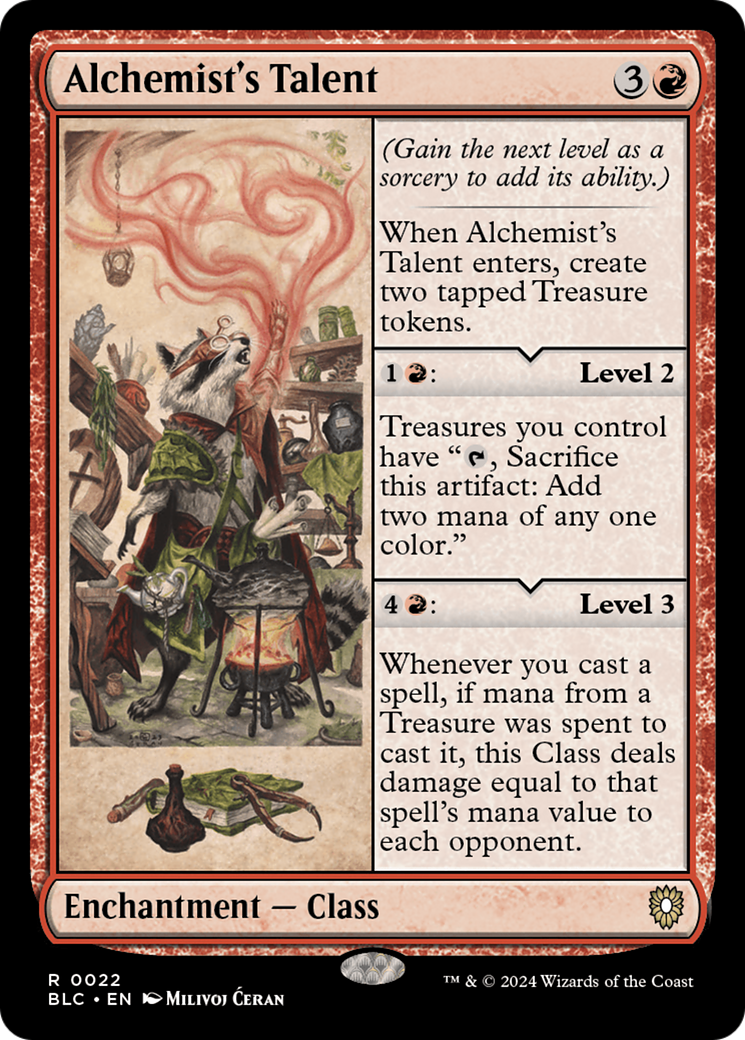 Alchemist's Talent 3
(Gain the next level as a
sorcery to add its ability.)
When Alchemist's
Talent enters, create
two tapped Treasure
tokens.
1 : Level 2
Treasures you control
have “ , Sacrifice
this artifact: Add
two mana of any one
color.”
4 : Level 3
Whenever you cast a
spell, if mana from a
Treasure was spent to
cast it, this Class deals
damage equal to that
spell's mana value to
each opponent.
Enchantment — Class
R 0022
BLC • EN Milivoj Ćeran
™ & © 2024 Wizards of the Coast